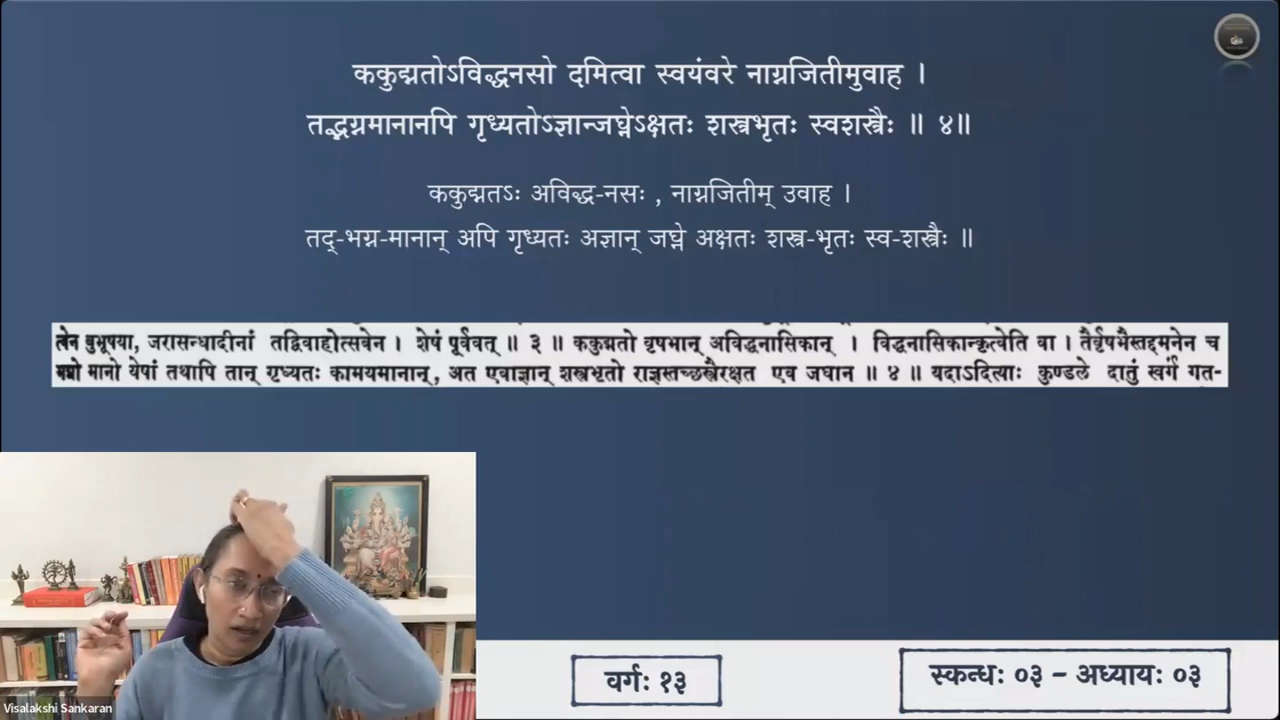 ककुद्मतोऽविद्धनसो दमित्वा स्वयंवरे नाग्नजितीमुवाह ।
तद्भग्नमानानपि गृध्यतोऽज्ञान्जघ्नेऽक्षतः शस्त्रभृतः स्वशस्त्रैः ॥ ४॥
ककुद्मतऽः अविद्ध-नसः , नाग्नजितीम् उवाह ।
तद्-भग्न-मानान् अपि गृध्यतः अज्ञान् जघ्ने अक्षतः शस्त्र-भृतः स्व-शस्त्रैः ॥
बुभूषया, जरासन्धादीनां तद्विवाहोत्सवेन । शेषं पूर्ववत् ॥ ३ ॥ ककुद्मतो वृषभान् अविद्धनासिकान् । विद्धनासिकान्कृत्वेति वा । तैर्वृषभैस्तद्दमनेन च
मानो येषां तथापि तान् गृध्यतः कामयमानान्, अत एवाज्ञान् शस्त्रभृतो राज्ञस्तच्छस्त्रैरक्षत एव जघान ॥ ४ ॥ यदाऽदित्याः कुण्डले दातुं स्वर्गं गत-
Visalakshi Sankaran
वर्गः १३
स्कन्धः ०३ – अध्यायः ०३